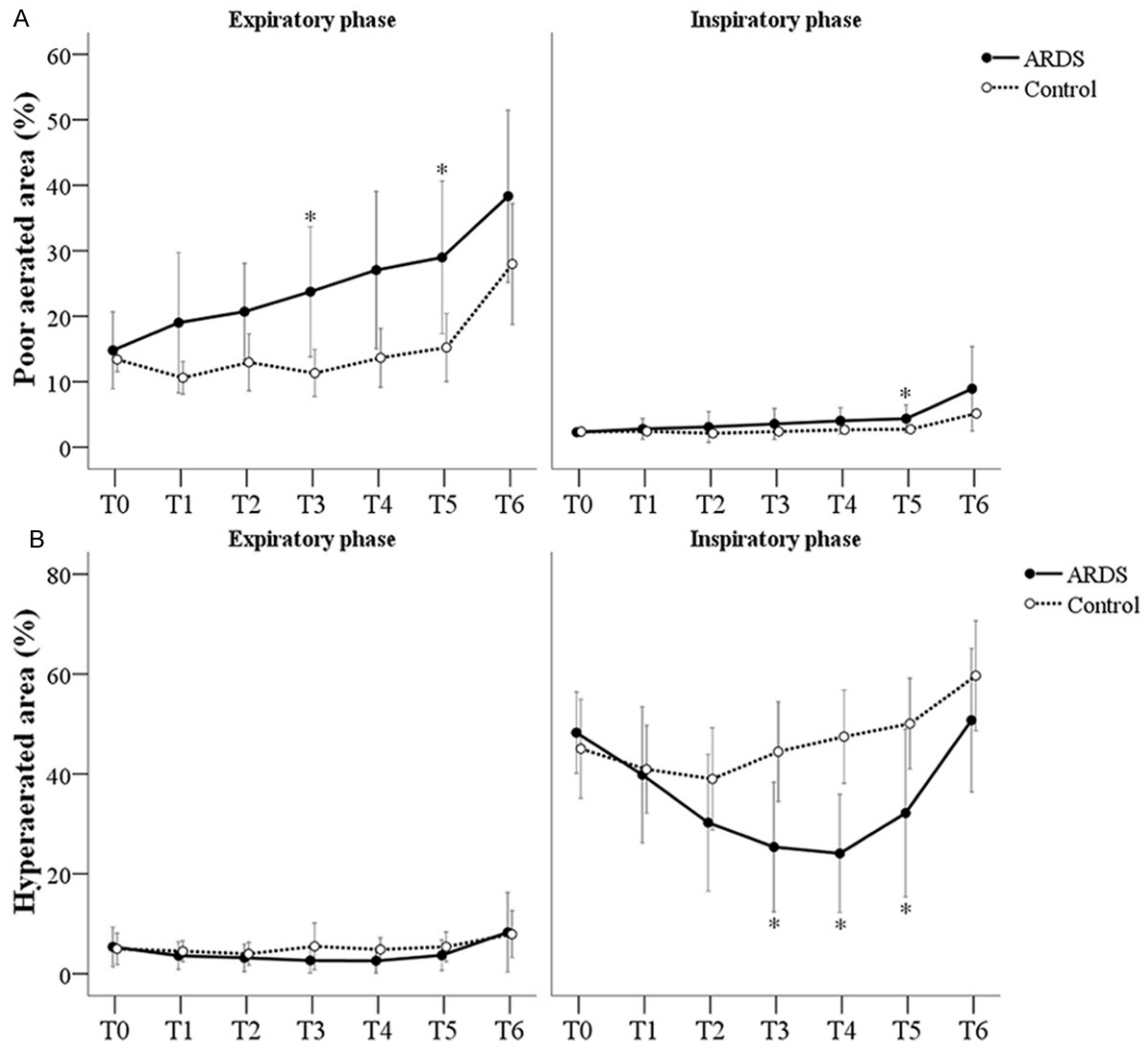 A
Expiratory phase
Inspiratory phase
ARDS
Control
Poor aerated area (%)
60
50
40
30
20
10
0
*
*
*
T0 T1 T2 T3 T4 T5 T6
T0 T1 T2 T3 T4 T5 T6
B
Expiratory phase
Inspiratory phase
ARDS
Control
Hyperaerated area (%)
80
60
40
20
0
*
*
*
T0 T1 T2 T3 T4 T5 T6
T0 T1 T2 T3 T4 T5 T6